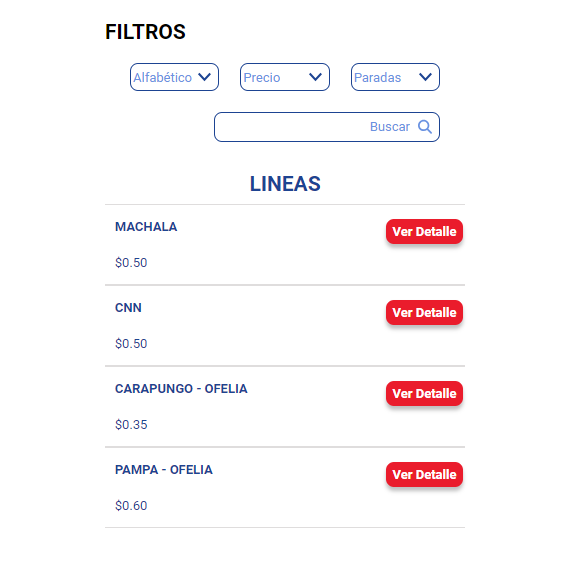 FILTROS
Alfabético Precio Paradas
Buscar
LINEAS
MACHALA Ver Detalle
$0.50
CNN Ver Detalle
$0.50
CARAPUNGO - OFELIA Ver Detalle
$0.35
PAMPA - OFELIA Ver Detalle
$0.60